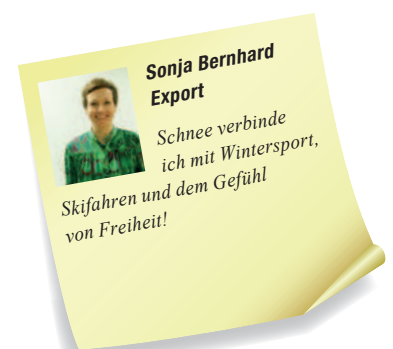 Sonja Bernhard
Export
Schnee verbinde
ich mit Wintersport,
Skifahren und dem Gefühl
von Freiheit!